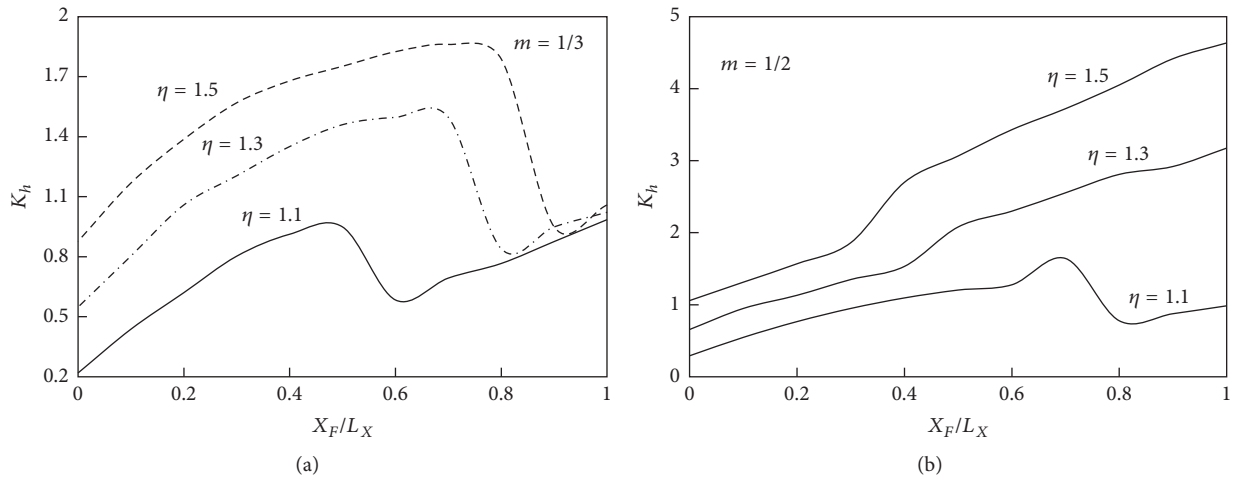 2
1.7
1.4
1.1
0.8
0.5
0.2
K_h
m = 1/3
η = 1.5
η = 1.3
η = 1.1
0 0.2 0.4 0.6 0.8 1
X_F/L_X
(a)
5
4
3
2
1
0
K_h
m = 1/2
η = 1.5
η = 1.3
η = 1.1
0 0.2 0.4 0.6 0.8 1
X_F/L_X
(b)